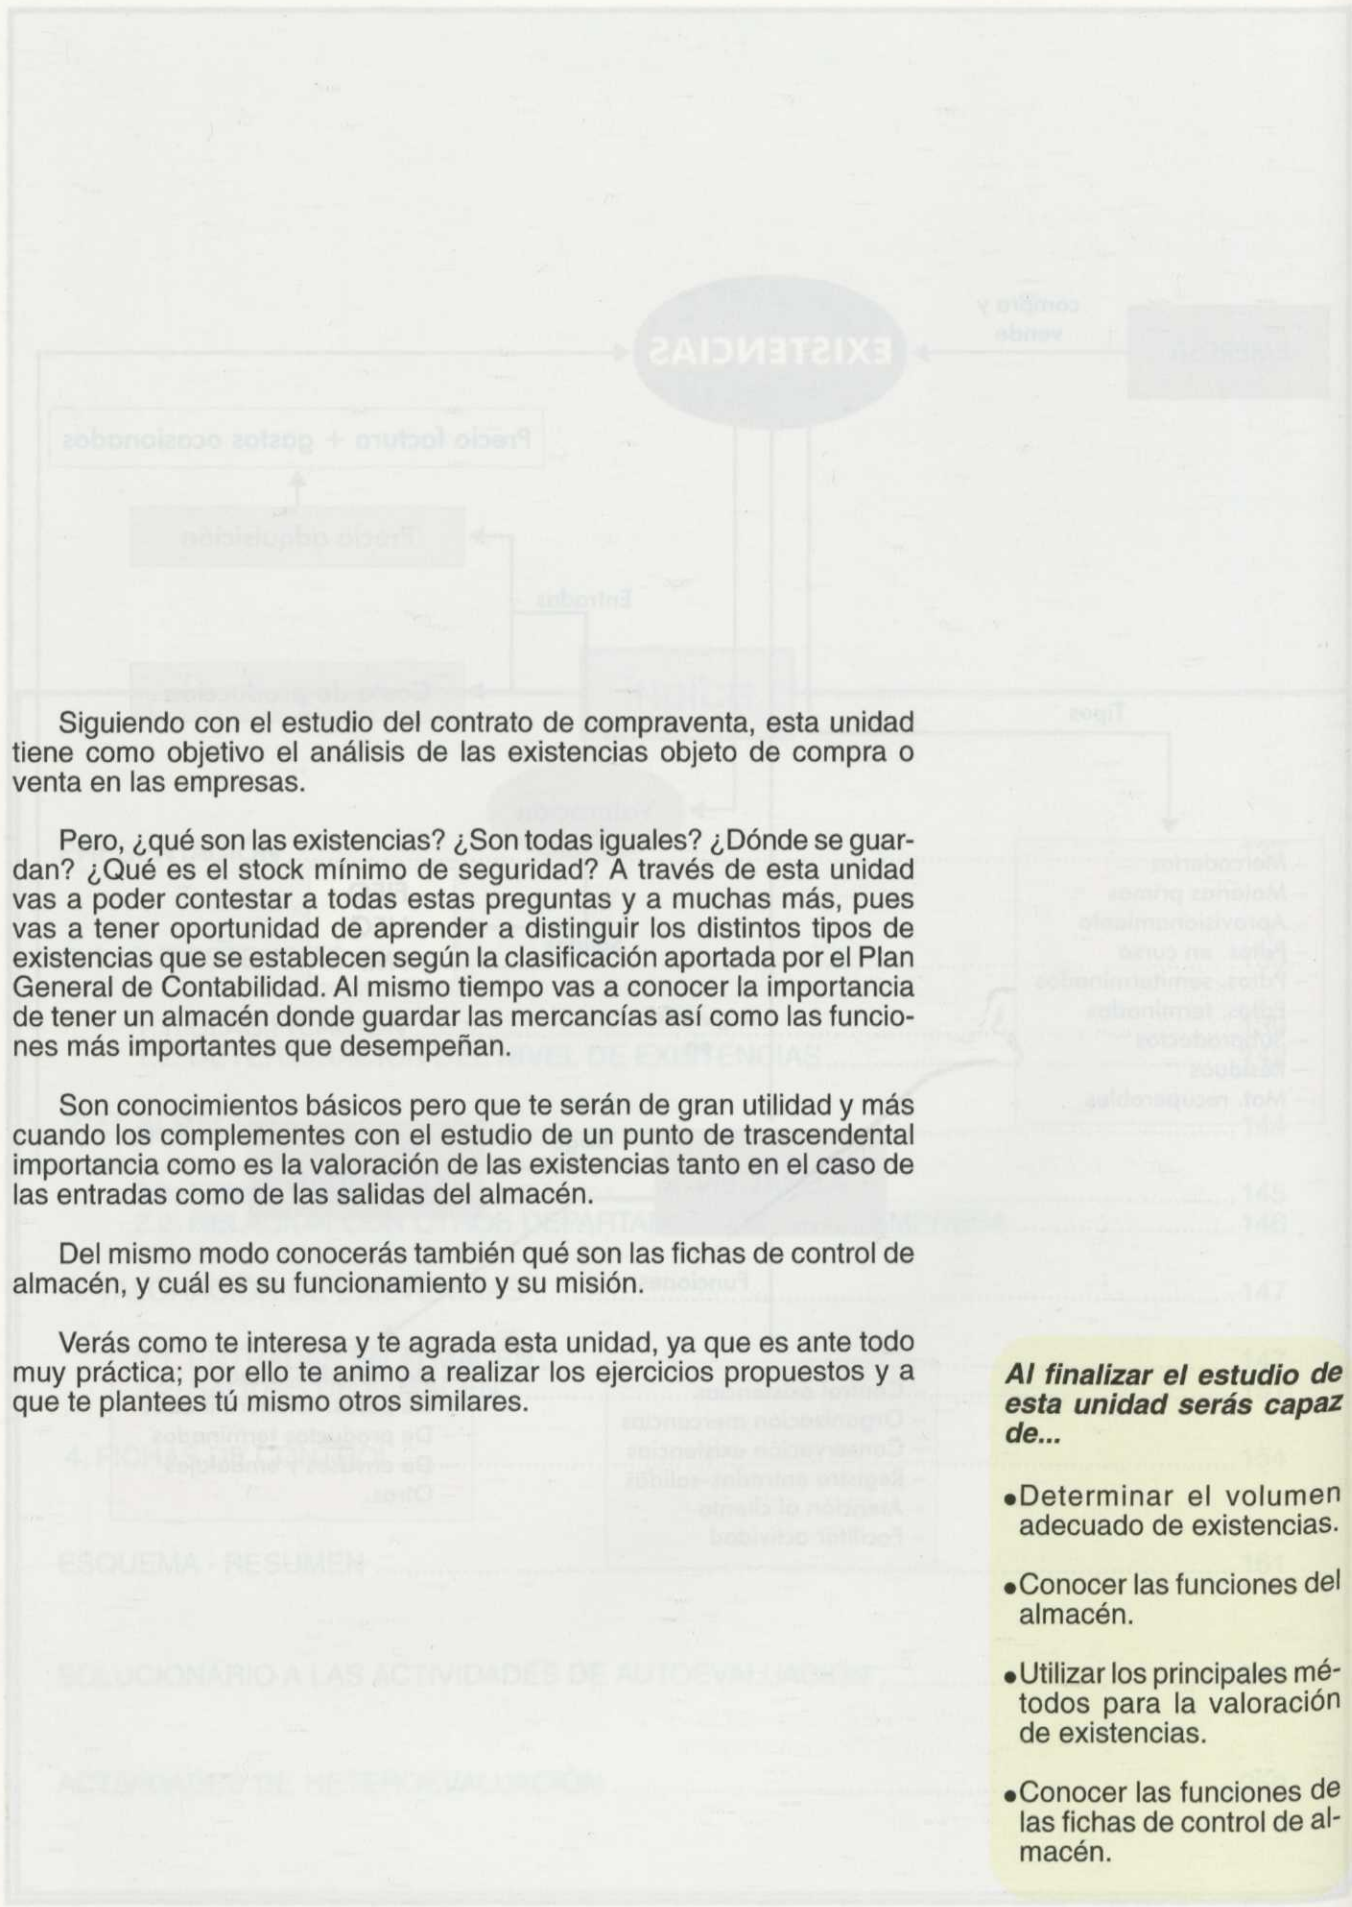 Siguiendo con el estudio del contrato de compraventa, esta unidad
tiene como objetivo el análisis de las existencias objeto de compra o
venta en las empresas.
Pero, ¿qué son las existencias? ¿Son todas iguales? ¿Dónde se guar-
dan? ¿Qué es el stock mínimo de seguridad? A través de esta unidad
vas a poder contestar a todas estas preguntas y a muchas más, pues
vas a tener oportunidad de aprender a distinguir los distintos tipos de
existencias que se establecen según la clasificación aportada por el Plan
General de Contabilidad. Al mismo tiempo vas a conocer la importancia
de tener un almacén donde guardar las mercancías así como las funcio-
nes más importantes que desempeñan.
Son conocimientos básicos pero que te serán de gran utilidad y más
cuando los complementes con el estudio de un punto de trascendental
importancia como es la valoración de las existencias tanto en el caso de
las entradas como de las salidas del almacén.
Del mismo modo conocerás también qué son las fichas de control de
almacén, y cuál es su funcionamiento y su misión.
Verás como te interesa y te agrada esta unidad, ya que es ante todo
muy práctica; por ello te animo a realizar los ejercicios propuestos y a
que te plantees tú mismo otros similares.
Al finalizar el estudio de
esta unidad serás capaz
de...
●Determinar el volumen
adecuado de existencias.
●Conocer las funciones del
almacén.
●Utilizar los principales mé-
todos para la valoración
de existencias.
●Conocer las funciones de
las fichas de control de al-
macén.